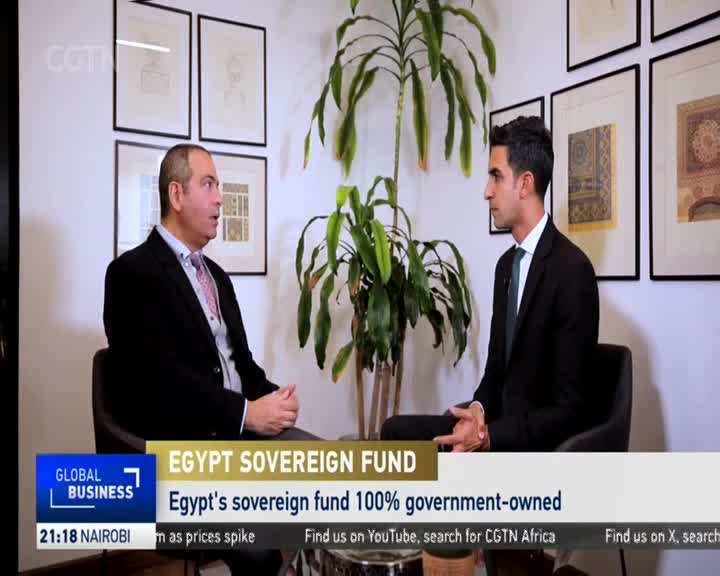 CGTN
EGYPT SOVEREIGN FUND
GLOBAL
BUSINESS
Egypt's sovereign fund 100% government-owned
21:18 NAIROBI
m as prices spike Find us on YouTube, search for CGTN Africa Find us on X, search